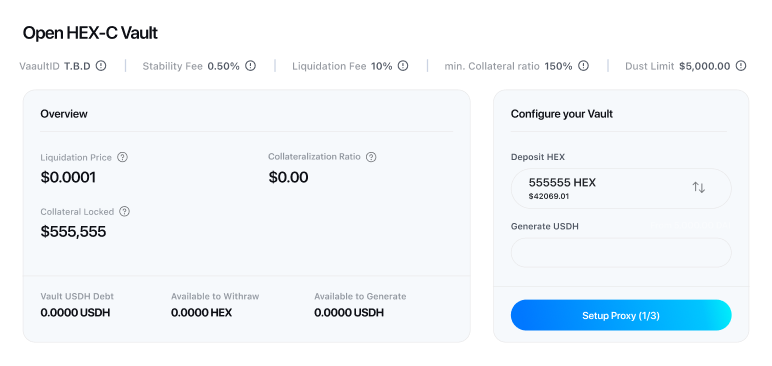 Open HEX-C Vault
VaaultID T.B.D
Stability Fee 0.50%
Liquidation Fee 10%
min. Collateral ratio 150%
Dust Limit $5,000.00
Overview
Liquidation Price
$0.0001
Collateralization Ratio
$0.00
Collateral Locked
$555,555
Vault USDH Debt
0.0000 USDH
Available to Withraw
0.0000 HEX
Available to Generate
0.0000 USDH
Configure your Vault
Deposit HEX
555555 HEX
$42069.01
Generate USDH
Setup Proxy (1/3)